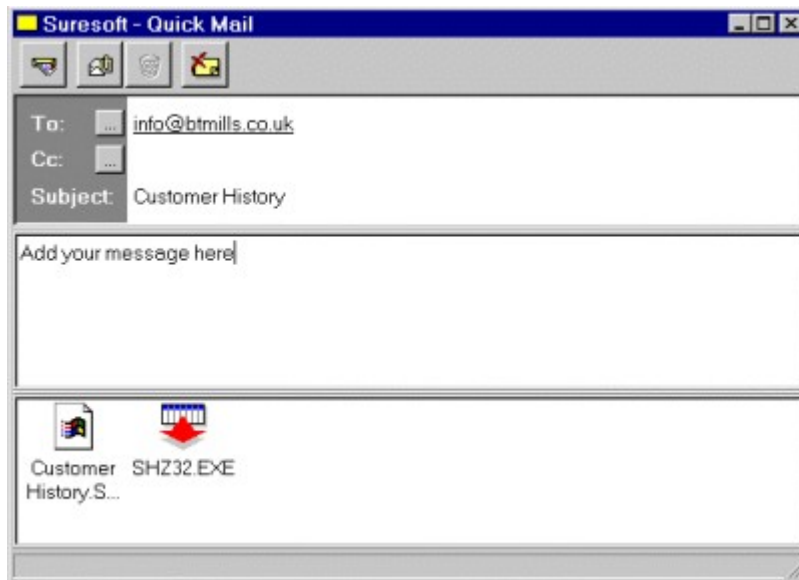 Suresoft - Quick Mail
To: ... info@btmills.co.uk
Cc: ...
Subject: Customer History
Add your message here
Customer SHZ32.EXE
History.S...